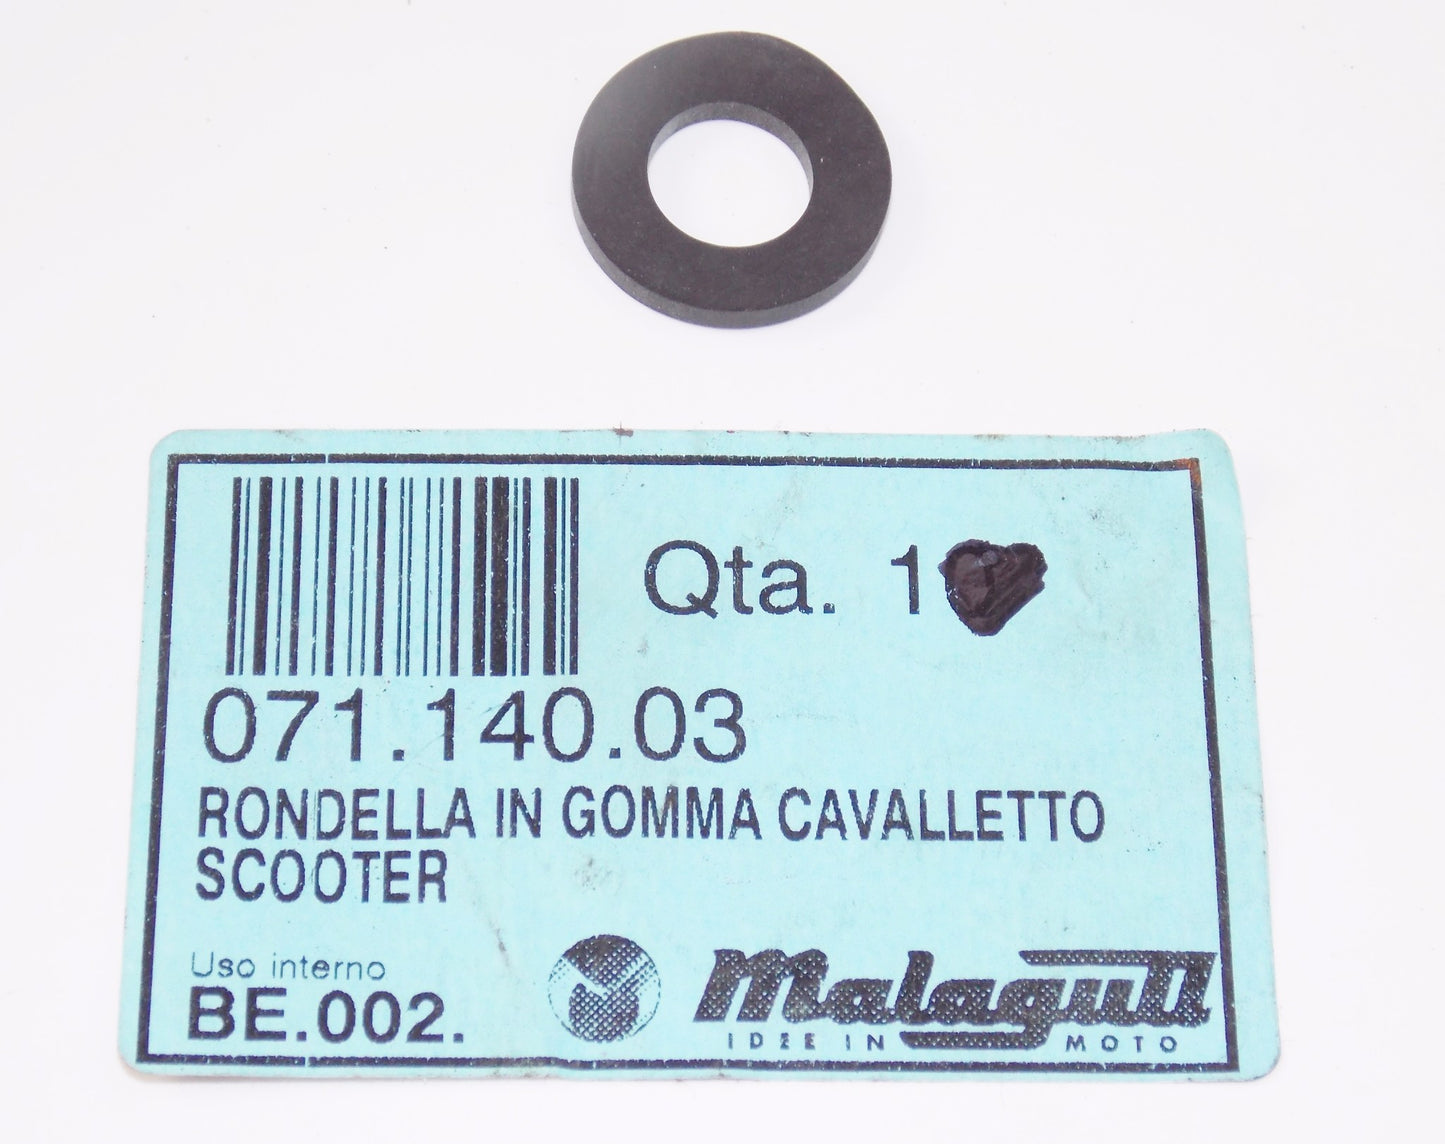 Qta. 1
071.140.03
RONDELLA IN GOMMA CAVALLETTO
SCOOTER
Uso interno
BE.002.
Malaguti
IDEE IN MOTO